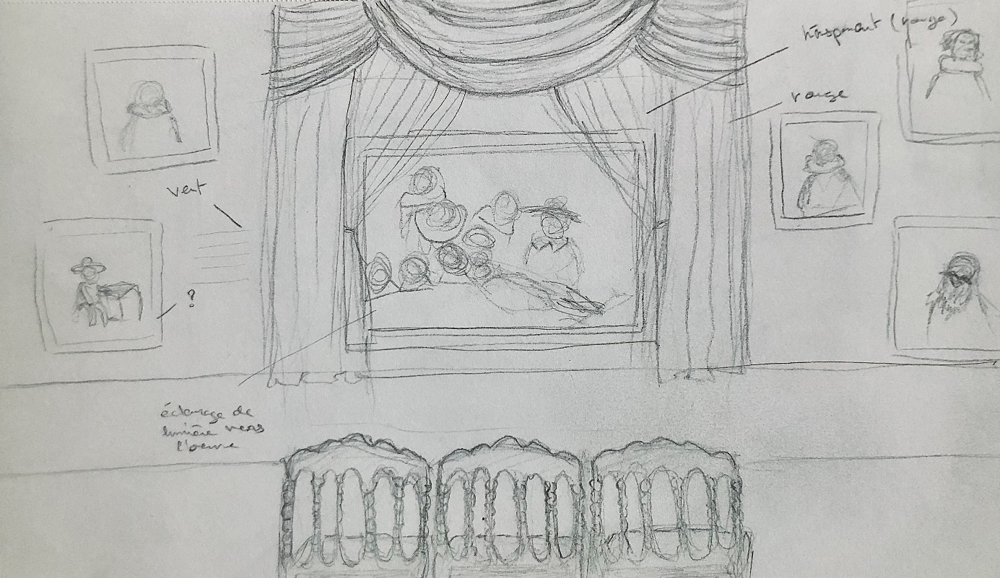 transparent (rouge)
rouge
vert
?
éclairage de
lumière vers
l'oeuvre